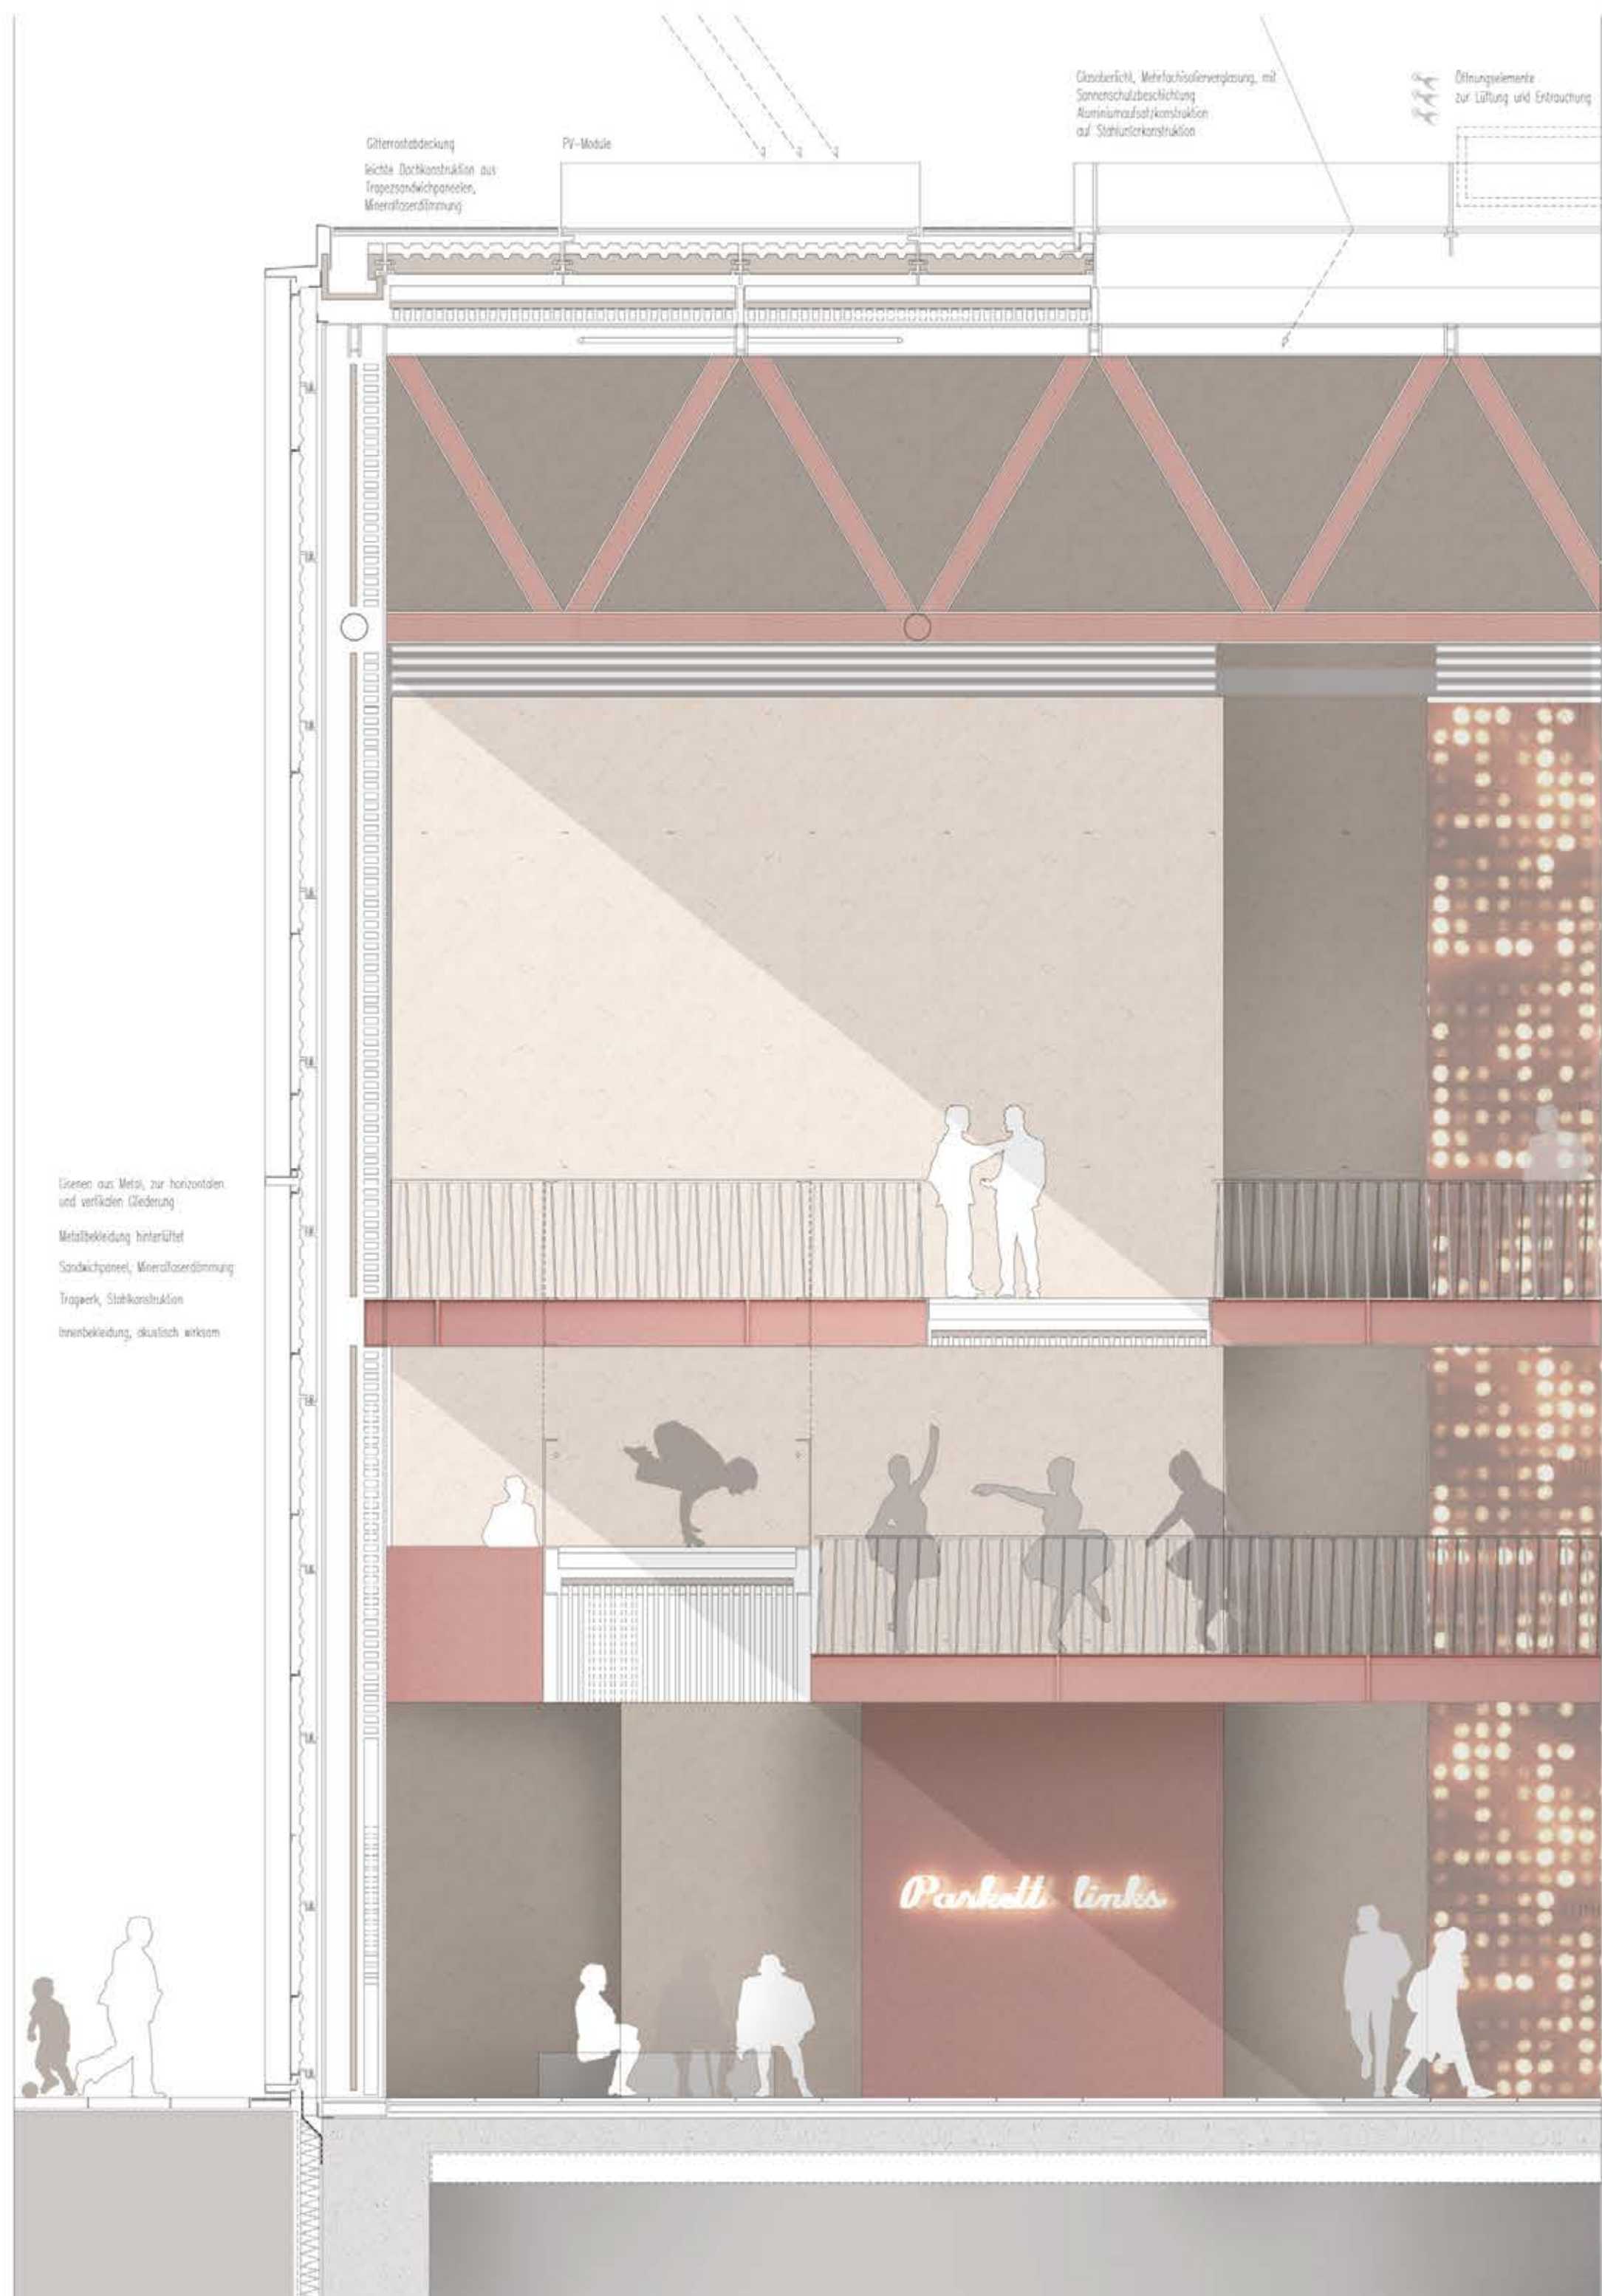 Glasoberlicht, Mehrfachisolierverglasung, mit
Sonnenschutzbeschichtung
Aluminiumaufsatzkonstruktion
auf Stahlunterkonstruktion
Öffnungselemente
zur Lüftung und Entrauchung
Gitterrostabdeckung
leichte Dachkonstruktion aus
Trapezsandwichpaneelen,
Mineralfaserdämmung
PV-Module
Lisenen aus Metall, zur horizontalen
und vertikalen Gliederung
Metallbekleidung hinterlüftet
Sandwichpaneel, Mineralfaserdämmung
Tragwerk, Stahlkonstruktion
Innenbekleidung, akustisch wirksam
Parkett links